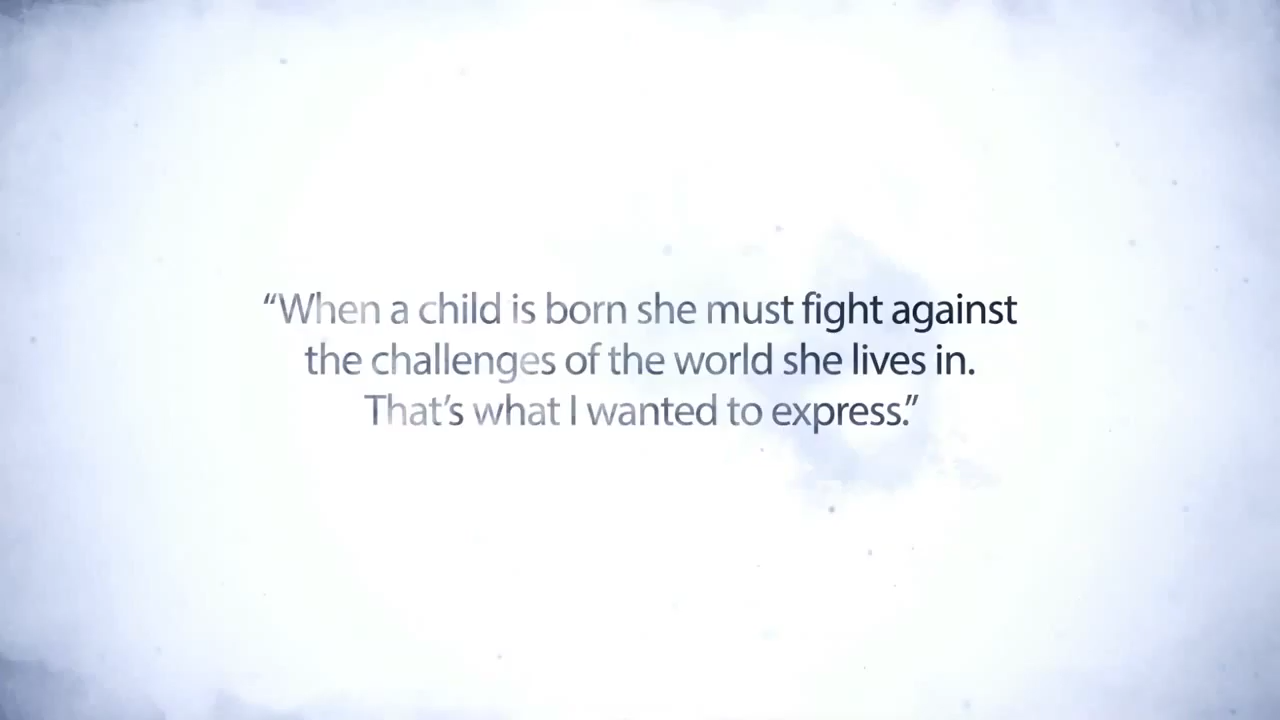 “When a child is born she must fight against
the challenges of the world she lives in.
That’s what I wanted to express.”